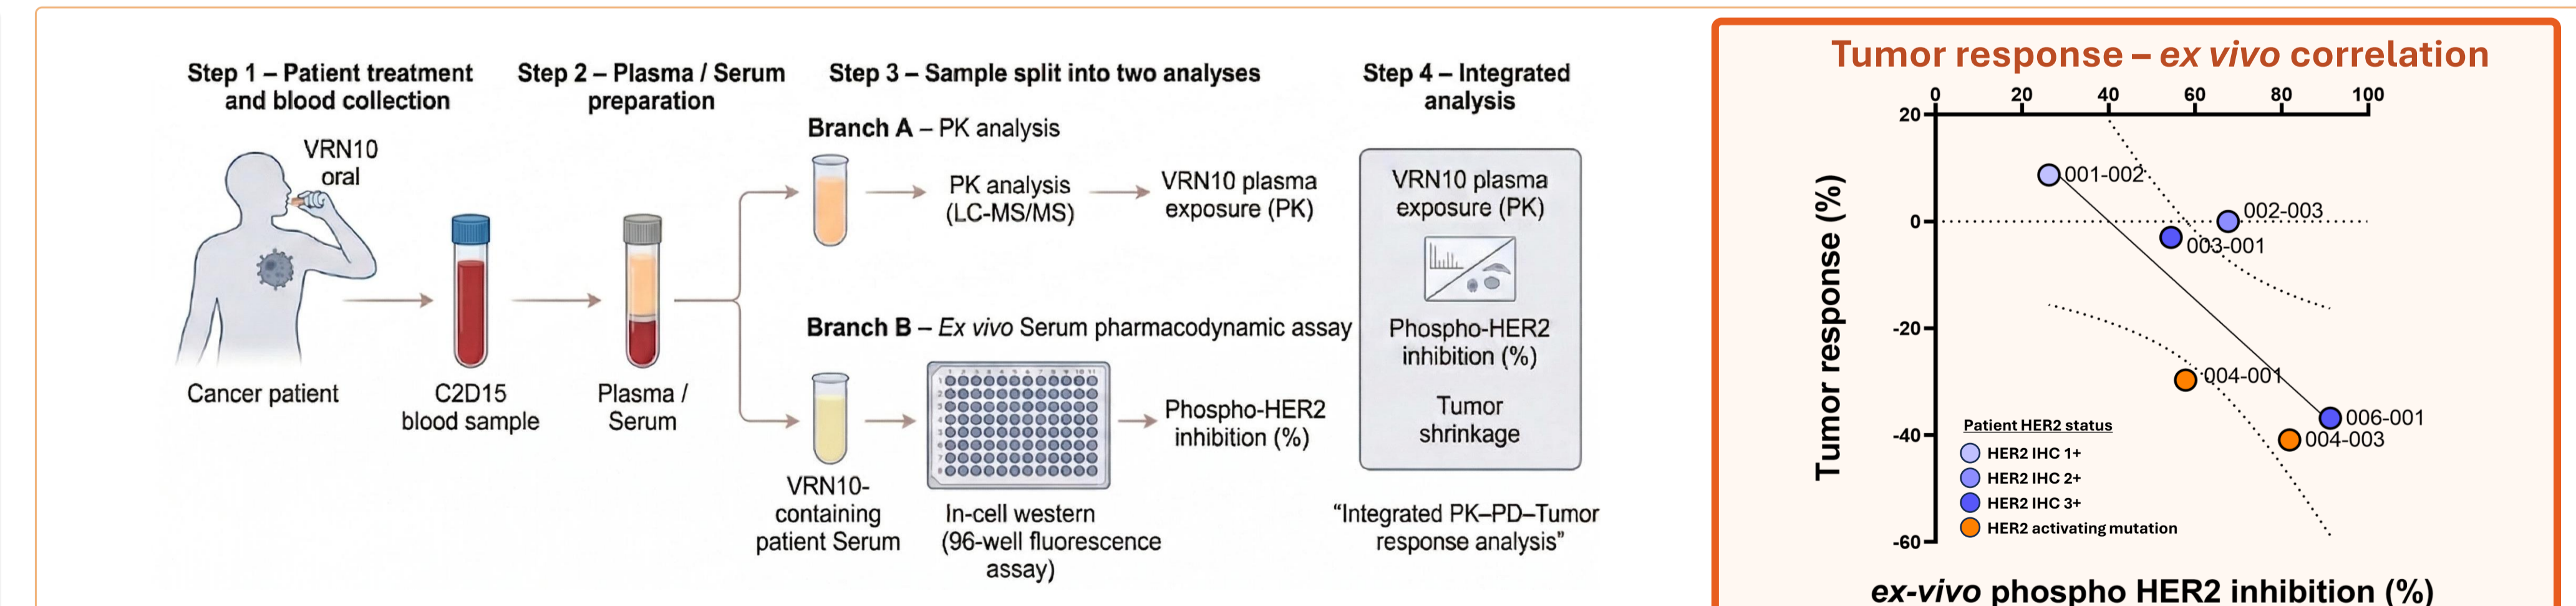 Step 1 – Patient treatment
and blood collection
VRN10
oral
Cancer patient
C2D15
blood sample
Step 2 – Plasma / Serum
preparation
Plasma /
Serum
Step 3 – Sample split into two analyses
Branch A – PK analysis
PK analysis
(LC-MS/MS)
VRN10 plasma
exposure (PK)
Branch B – Ex vivo Serum pharmacodynamic assay
VRN10-
containing
patient Serum
In-cell western
(96-well fluorescence
assay)
Phospho-HER2
inhibition (%)
Step 4 – Integrated
analysis
VRN10 plasma
exposure (PK)
Phospho-HER2
inhibition (%)
Tumor
shrinkage
“Integrated PK–PD–Tumor
response analysis”
Tumor response – ex vivo correlation
0 20 40 60 80 100
20
0
-20
-40
-60
Tumor response (%)
001-002
002-003
003-001
004-001
006-001
004-003
Patient HER2 status
HER2 IHC 1+
HER2 IHC 2+
HER2 IHC 3+
HER2 activating mutation
ex-vivo phospho HER2 inhibition (%)